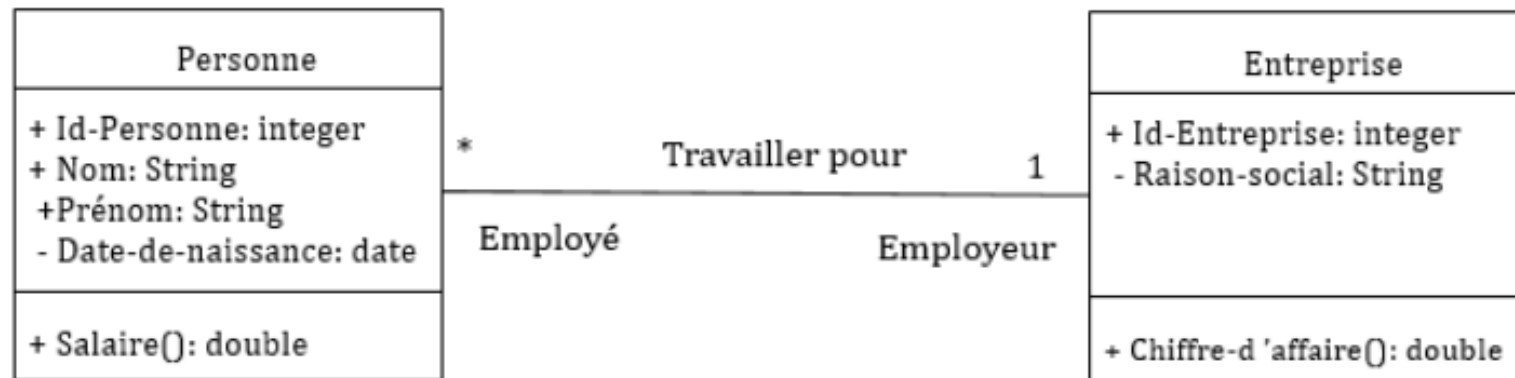 Personne
+ Id-Personne: integer
+ Nom: String
+Prénom: String
- Date-de-naissance: date
+ Salaire(): double
*
Travailler pour
1
Employé
Employeur
Entreprise
+ Id-Entreprise: integer
- Raison-social: String
+ Chiffre-d 'affaire(): double